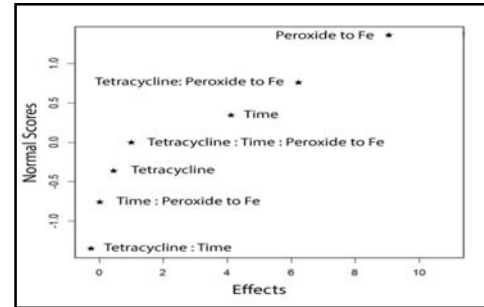 Peroxide to Fe
Tetracycline: Peroxide to Fe
Time
Tetracycline : Time : Peroxide to Fe
Tetracycline
Time : Peroxide to Fe
Tetracycline : Time
Normal Scores
1.0
0.5
0.0
-0.5
-1.0
0 2 4 6 8 10
Effects